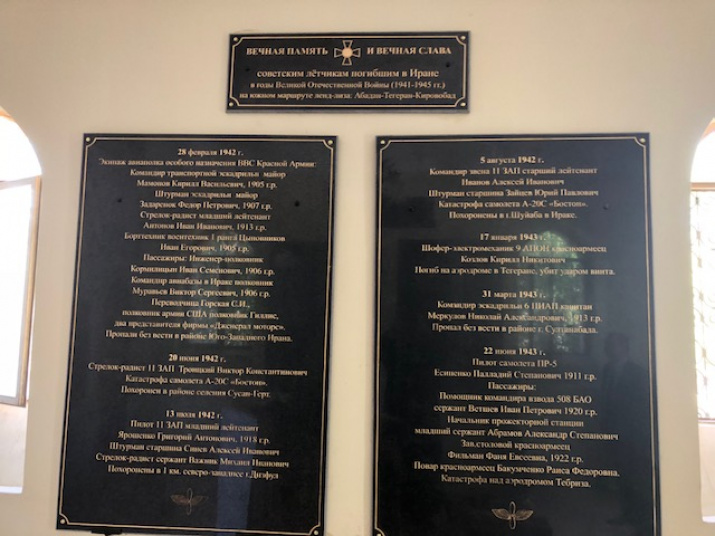 ВЕЧНАЯ ПАМЯТЬ И ВЕЧНАЯ СЛАВА
советским лётчикам погибшим в Иране
в годы Великой Отечественной Войны (1941-1945 гг.)
на южном маршруте ленд-лиза: Абадан-Тегеран-Кировабад
28 февраля 1942 г.
Экипаж авиаполка особого назначения ВВС Красной Армии:
Командир транспортной эскадрильи майор
Мамонов Кирилл Васильевич, 1905 г.р.
Штурман эскадрильи майор
Задаренок Федор Петрович, 1907 г.р.
Стрелок-радист младший лейтенант
Антонов Иван Иванович, 1913 г.р.
Борттехник воентехник 1 ранга Цыновников
Иван Егорович, 1905 г.р.
Пассажиры: Инженер-полковник
Кормилицын Иван Семенович, 1906 г.р.
Командир авиабазы в Ираке полковник
Муравьев Виктор Сергеевич, 1906 г.р.
Переводчица Горская С.И.,
полковник армии США полковник Гиллис,
два представителя фирмы «Дженерал моторс».
Пропали без вести в районе Юго-Западного Ирана.
20 июня 1942 г.
Стрелок-радист 11 ЗАП Троицкий Виктор Константинович
Катастрофа самолета А-20С «Бостон».
Похоронен в районе селения Сусан-Герт.
13 июля 1942 г.
Пилот 11 ЗАП младший лейтенант
Ярошенко Григорий Антонович, 1918 г.р.
Штурман старшина Синев Алексей Иванович
Стрелок-радист сержант Важник Михаил Иванович
Похоронены в 1 км. северо-западнее г.Дизфул
5 августа 1942 г.
Командир звена 11 ЗАП старший лейтенант
Иванов Алексей Иванович
Штурман старшина Зайцев Юрий Павлович
Катастрофа самолета А-20С «Бостон».
Похоронены в г.Шуйаба в Ираке.
17 января 1943 г.
Шофер-электромеханик 9 АПОН красноармеец
Козлов Кирилл Никитович
Погиб на аэродроме в Тегеране, убит ударом винта.
31 марта 1943 г.
Комэндир эскадрильи 6 ПИАП капитан
Меркулов Николай Александрович, 1913 г.р.
Пропал без вести в районе г. Султанабада.
22 июня 1943 г.
Пилот самолета ПР-5
Есипенко Палладий Степанович 1911 г.р.
Пассажиры:
Помощник командира взвода 508 БАО
сержант Ветцев Иван Петрович 1920 г.р.
Начальник прожекторной станции
младший сержант Абрамов Александр Степанович
Зав.столовой красноармеец
Фильман Фаня Евсеевна, 1922 г.р.
Повар красноармеец Бакумченко Раиса Федоровна.
Катастрофа над аэродромом Тебриза.